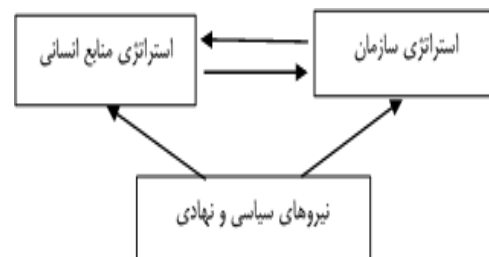 استراتژی سازمان
استراتژی منابع انسانی
نیروهای سیاسی و نهادی